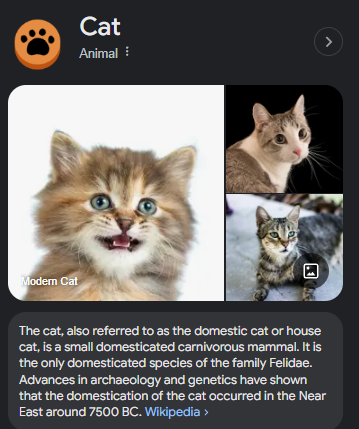 Cat
Animal
Modern Cat
The cat, also referred to as the domestic cat or house
cat, is a small domesticated carnivorous mammal. It is
the only domesticated species of the family Felidae.
Advances in archaeology and genetics have shown
that the domestication of the cat occurred in the Near
East around 7500 BC. Wikipedia ›